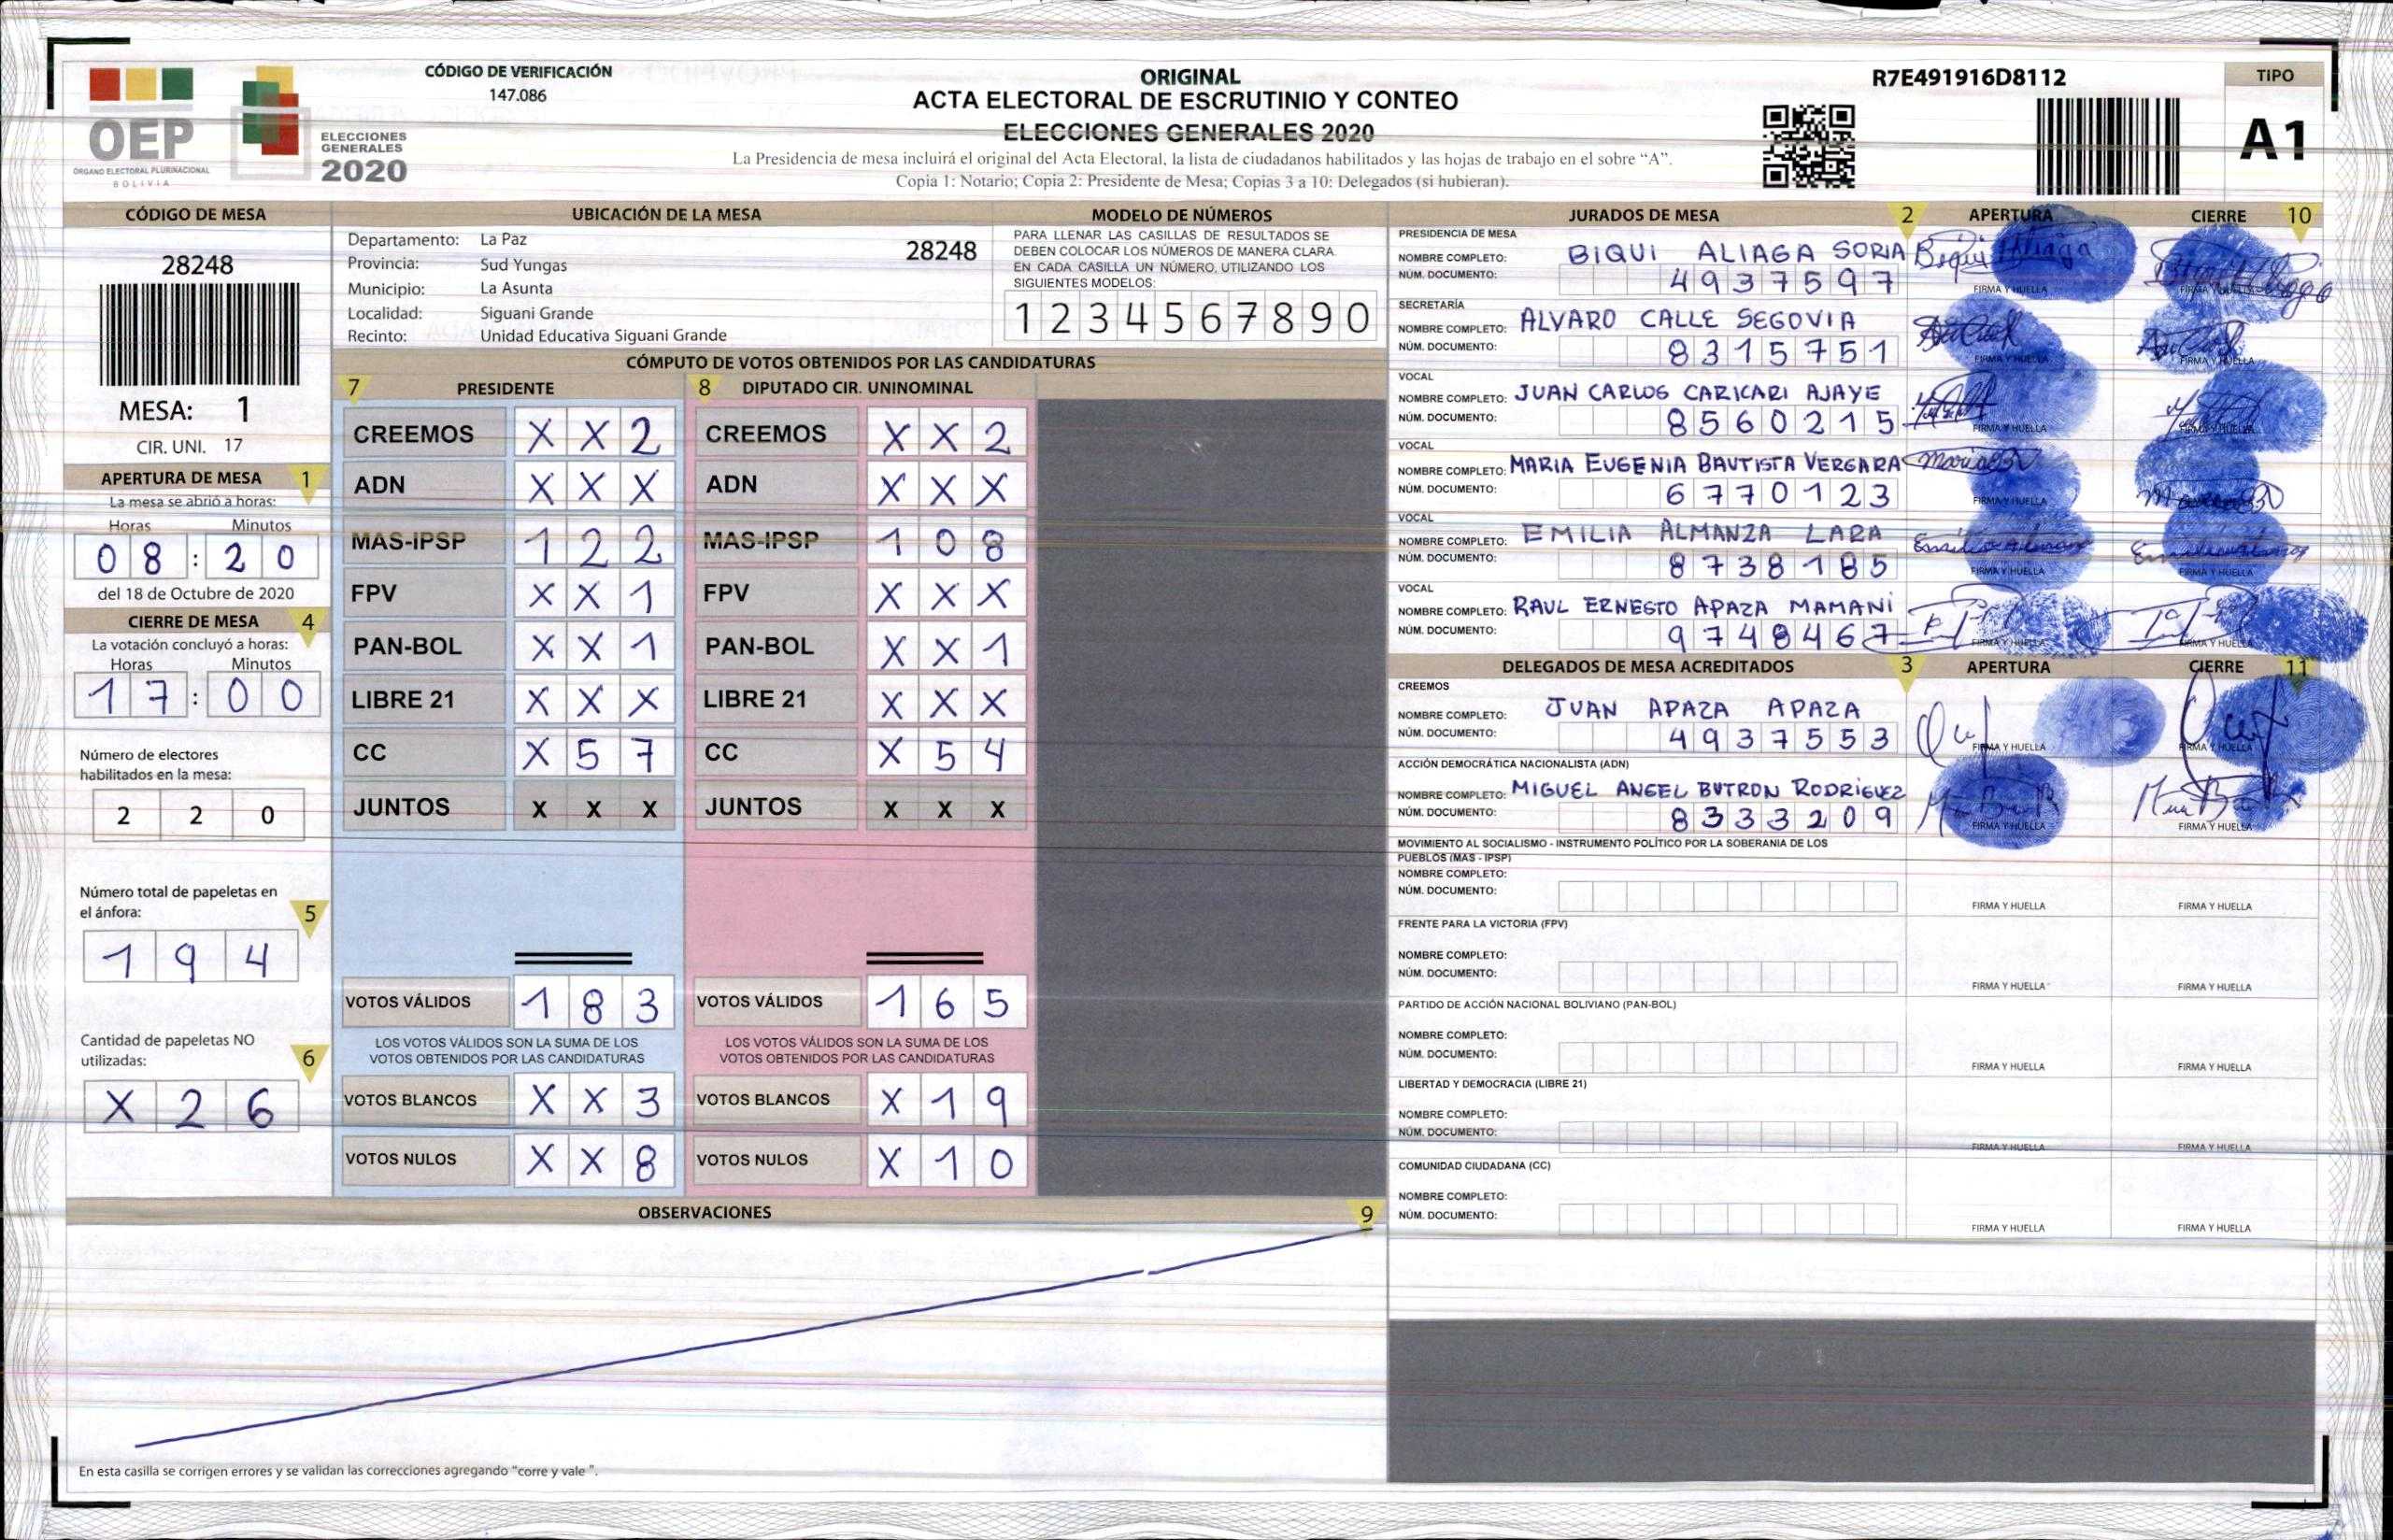 CÓDIGO DE VERIFICACIÓN
147.086
OEP
ÓRGANO ELECTORAL PLURINACIONAL
BOLIVIA
ELECCIONES
GENERALES
2020
ORIGINAL
ACTA ELECTORAL DE ESCRUTINIO Y CONTEO
ELECCIONES GENERALES 2020
La Presidencia de mesa incluirá el original del Acta Electoral, la lista de ciudadanos habilitados y las hojas de trabajo en el sobre “A”.
Copia 1: Notario; Copia 2: Presidente de Mesa; Copias 3 a 10: Delegados (si hubieran).
R7E491916D8112
TIPO
A1
CÓDIGO DE MESA
28248
MESA: 1
CIR. UNI. 17
APERTURA DE MESA 1
La mesa se abrió a horas:
Horas Minutos
08 : 20
del 18 de Octubre de 2020
CIERRE DE MESA 4
La votación concluyó a horas:
Horas Minutos
17 : 00
Número de electores
habilitados en la mesa:
2 2 0
Número total de papeletas en
el ánfora: 5
1 9 4
Cantidad de papeletas NO
utilizadas: 6
X 2 6
UBICACIÓN DE LA MESA
Departamento: La Paz
28248
Provincia: Sud Yungas
Municipio: La Asunta
Localidad: Siguani Grande
Recinto: Unidad Educativa Siguani Grande
MODELO DE NÚMEROS
PARA LLENAR LAS CASILLAS DE RESULTADOS SE
DEBEN COLOCAR LOS NÚMEROS DE MANERA CLARA
EN CADA CASILLA UN NÚMERO, UTILIZANDO LOS
SIGUIENTES MODELOS:
1 2 3 4 5 6 7 8 9 0
CÓMPUTO DE VOTOS OBTENIDOS POR LAS CANDIDATURAS
7 PRESIDENTE
CREEMOS X X 2
ADN X X X
MAS-IPSP 1 2 2
FPV X X 1
PAN-BOL X X 1
LIBRE 21 X X X
CC X 5 7
JUNTOS X X X
VOTOS VÁLIDOS 1 8 3
LOS VOTOS VÁLIDOS SON LA SUMA DE LOS
VOTOS OBTENIDOS POR LAS CANDIDATURAS
VOTOS BLANCOS X X 3
VOTOS NULOS X X 8
8 DIPUTADO CIR. UNINOMINAL
CREEMOS X X 2
ADN X X X
MAS-IPSP 1 0 8
FPV X X X
PAN-BOL X X 1
LIBRE 21 X X X
CC X 5 4
JUNTOS X X X
VOTOS VÁLIDOS 1 6 5
LOS VOTOS VÁLIDOS SON LA SUMA DE LOS
VOTOS OBTENIDOS POR LAS CANDIDATURAS
VOTOS BLANCOS X 1 9
VOTOS NULOS X 1 0
OBSERVACIONES 9
En esta casilla se corrigen errores y se validan las correcciones agregando “corre y vale ”.
JURADOS DE MESA 2 APERTURA CIERRE 10
PRESIDENCIA DE MESA
NOMBRE COMPLETO: BIQUI ALIAGA SORIA
NÚM. DOCUMENTO: 4937597
FIRMA Y HUELLA FIRMA Y HUELLA
SECRETARÍA
NOMBRE COMPLETO: ALVARO CALLE SEGOVIA
NÚM. DOCUMENTO: 8315751
FIRMA Y HUELLA FIRMA Y HUELLA
VOCAL
NOMBRE COMPLETO: JUAN CARLOS CARICARI AJAYE
NÚM. DOCUMENTO: 8560215
FIRMA Y HUELLA FIRMA Y HUELLA
VOCAL
NOMBRE COMPLETO: MARIA EUGENIA BAUTISTA VERGARA
NÚM. DOCUMENTO: 6770123
FIRMA Y HUELLA
VOCAL
NOMBRE COMPLETO: EMILIA ALMANZA LARA
NÚM. DOCUMENTO: 8738185
FIRMA Y HUELLA FIRMA Y HUELLA
VOCAL
NOMBRE COMPLETO: RAUL ERNESTO APAZA MAMANI
NÚM. DOCUMENTO: 9748467
FIRMA Y HUELLA FIRMA Y HUELLA
DELEGADOS DE MESA ACREDITADOS 3 APERTURA CIERRE 11
CREEMOS
NOMBRE COMPLETO: JUAN APAZA APAZA
NÚM. DOCUMENTO: 4937553
FIRMA Y HUELLA FIRMA Y HUELLA
ACCIÓN DEMOCRÁTICA NACIONALISTA (ADN)
NOMBRE COMPLETO: MIGUEL ANGEL BUTRON RODRIGUEZ
NÚM. DOCUMENTO: 8333209
FIRMA Y HUELLA FIRMA Y HUELLA
MOVIMIENTO AL SOCIALISMO - INSTRUMENTO POLÍTICO POR LA SOBERANIA DE LOS
PUEBLOS (MAS - IPSP)
NOMBRE COMPLETO:
NÚM. DOCUMENTO:
FIRMA Y HUELLA FIRMA Y HUELLA
FRENTE PARA LA VICTORIA (FPV)
NOMBRE COMPLETO:
NÚM. DOCUMENTO:
FIRMA Y HUELLA FIRMA Y HUELLA
PARTIDO DE ACCIÓN NACIONAL BOLIVIANO (PAN-BOL)
NOMBRE COMPLETO:
NÚM. DOCUMENTO:
FIRMA Y HUELLA FIRMA Y HUELLA
LIBERTAD Y DEMOCRACIA (LIBRE 21)
NOMBRE COMPLETO:
NÚM. DOCUMENTO:
FIRMA Y HUELLA FIRMA Y HUELLA
COMUNIDAD CIUDADANA (CC)
NOMBRE COMPLETO:
NÚM. DOCUMENTO:
FIRMA Y HUELLA FIRMA Y HUELLA